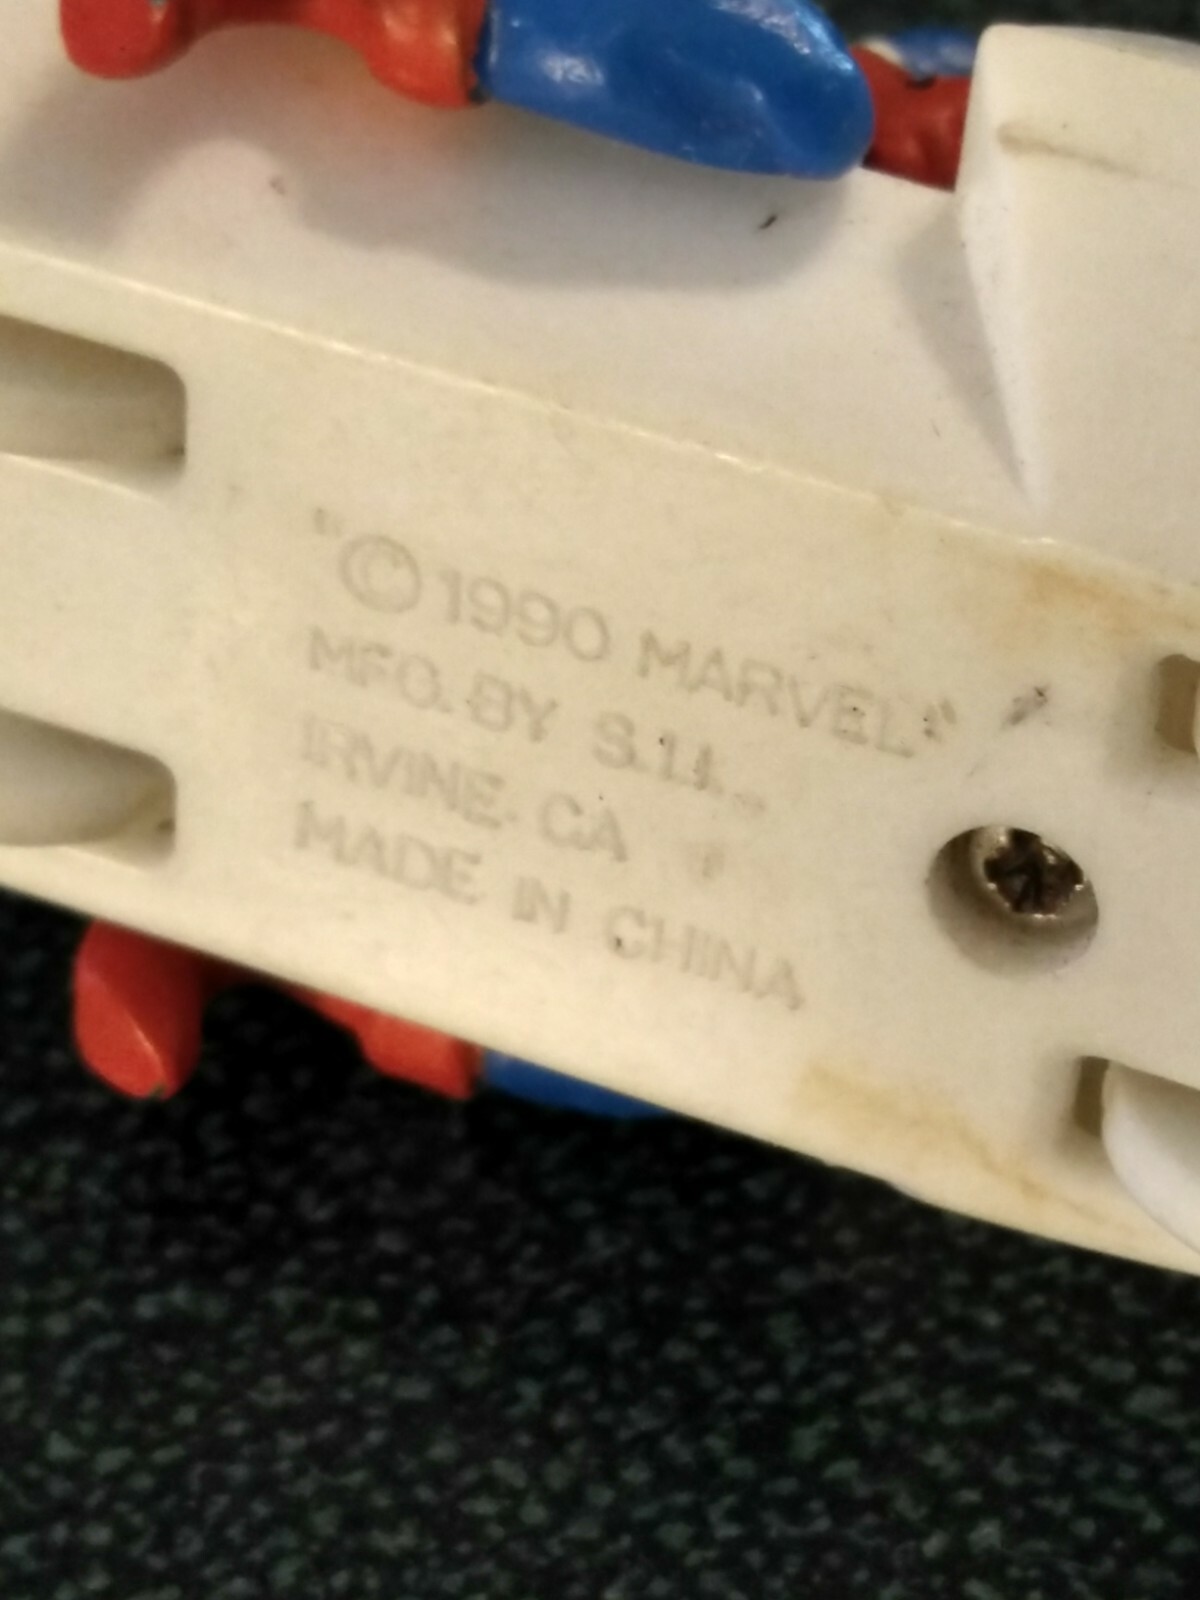 "©1990 MARVEL"
MFG. BY S.I.I.
IRVINE. CA
MADE IN CHINA